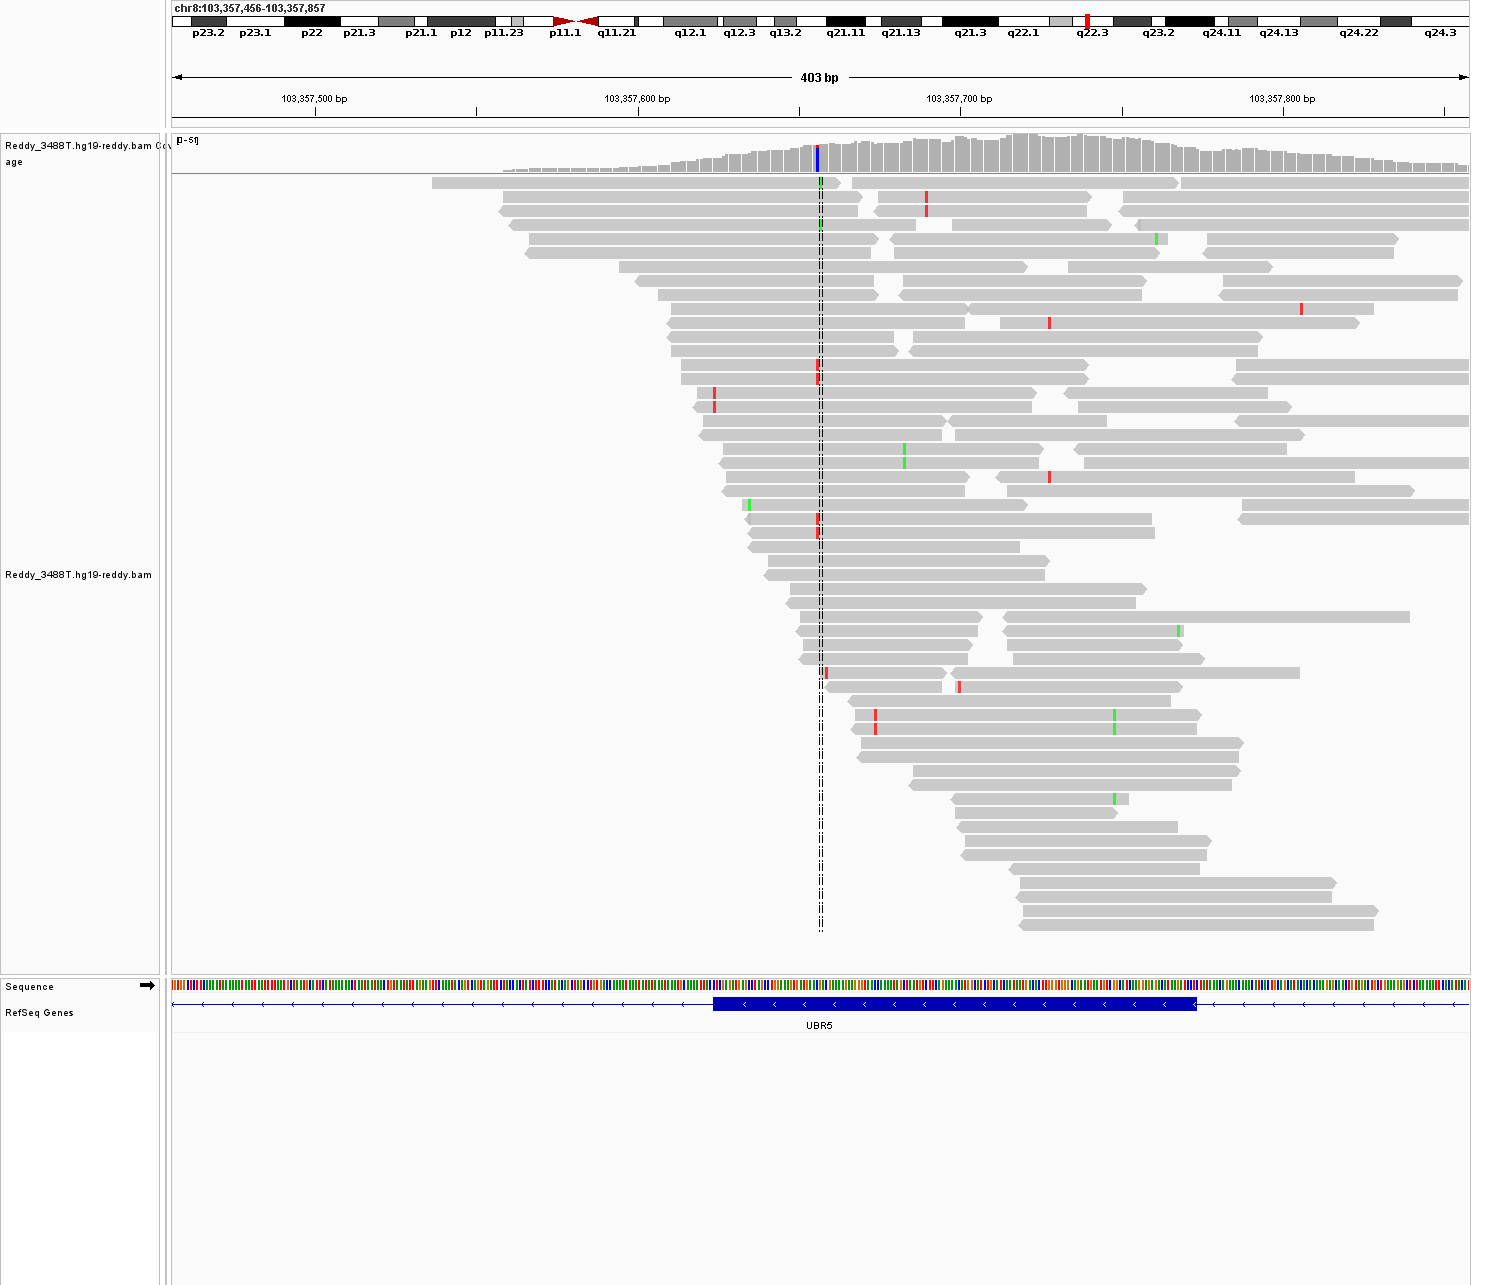 chr8:103,357,456-103,357,857
p23.2 p23.1 p22 p21.3 p21.1 p12 p11.23 p11.1 q11.21 q12.1 q12.3 q13.2 q21.11 q21.13 q21.3 q22.1 q22.3 q23.2 q24.11 q24.13 q24.22 q24.3
403 bp
103,357,500 bp 103,357,600 bp 103,357,700 bp 103,357,800 bp
Reddy_3488T.hg19-reddy.bam Cov
age
[0-51]
Reddy_3488T.hg19-reddy.bam
Sequence
RefSeq Genes
UBR5